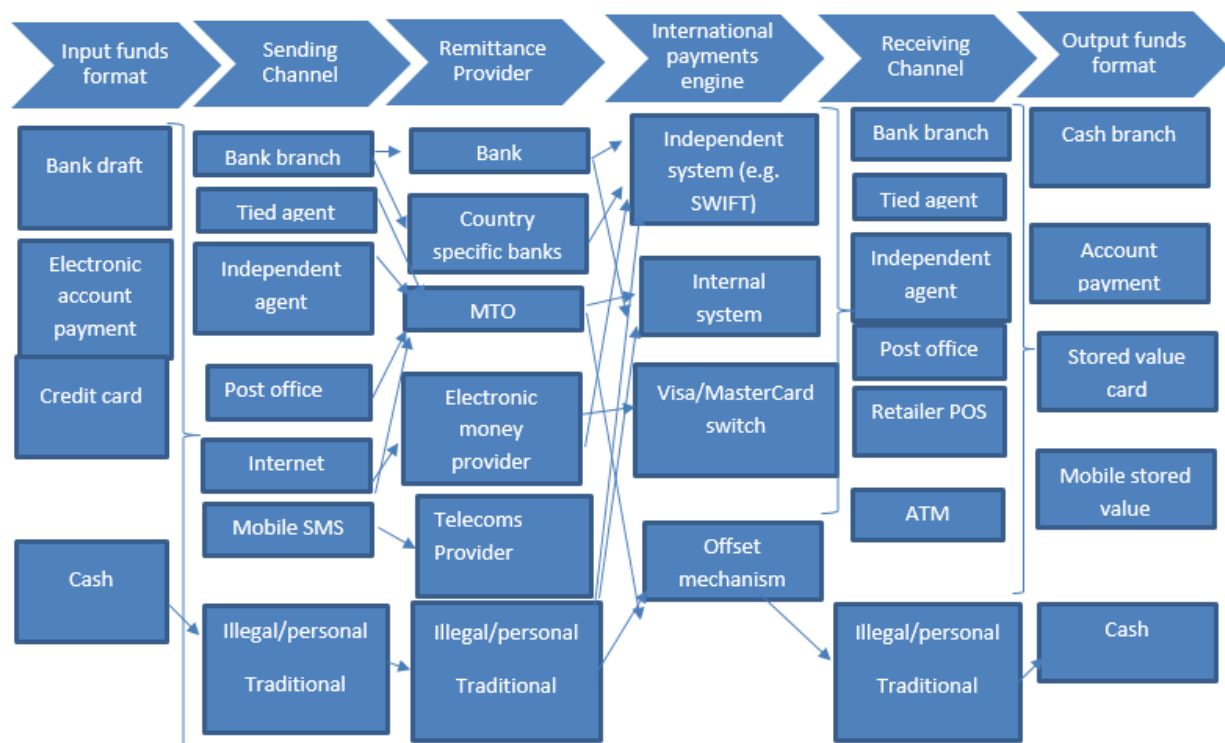 Input funds
format
Sending
Channel
Remittance
Provider
International
payments
engine
Receiving
Channel
Output funds
format
Bank draft
Electronic
account
payment
Credit card
Cash
Bank branch
Tied agent
Independent
agent
Post office
Internet
Mobile SMS
Illegal/personal
Traditional
Bank
Country
specific banks
MTO
Electronic
money
provider
Telecoms
Provider
Illegal/personal
Traditional
Independent
system (e.g.
SWIFT)
Internal
system
Visa/MasterCard
switch
Offset
mechanism
Bank branch
Tied agent
Independent
agent
Post office
Retailer POS
ATM
Illegal/personal
Traditional
Cash branch
Account
payment
Stored value
card
Mobile stored
value
Cash